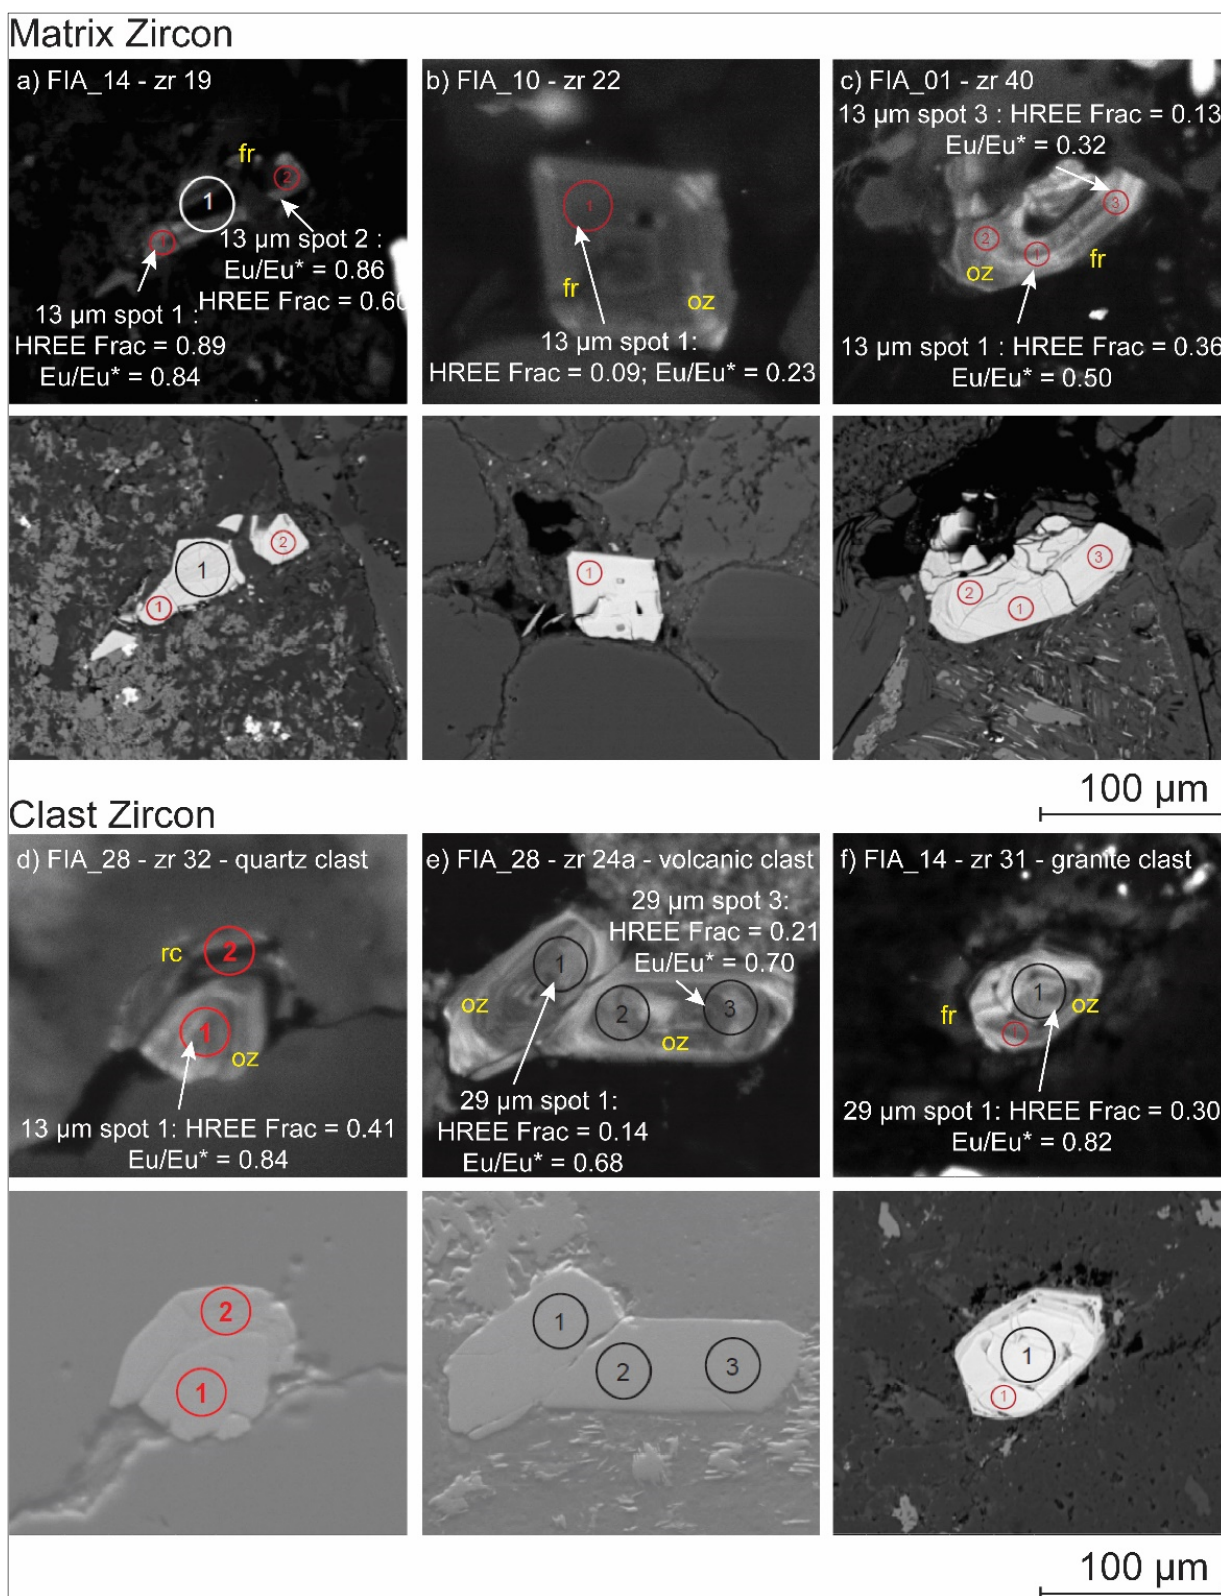 Matrix Zircon
a) FIA_14 - zr 19
fr
1
2
1
13 µm spot 2 :
Eu/Eu* = 0.86
HREE Frac = 0.60
13 µm spot 1 :
HREE Frac = 0.89
Eu/Eu* = 0.84
b) FIA_10 - zr 22
1
fr
oz
13 µm spot 1:
HREE Frac = 0.09; Eu/Eu* = 0.23
c) FIA_01 - zr 40
13 µm spot 3 : HREE Frac = 0.13
Eu/Eu* = 0.32
3
2
1
oz
fr
13 µm spot 1 : HREE Frac = 0.36
Eu/Eu* = 0.50
2
1
1
1
3
2
1
100 µm
Clast Zircon
d) FIA_28 - zr 32 - quartz clast
rc
2
1
oz
13 µm spot 1: HREE Frac = 0.41
Eu/Eu* = 0.84
e) FIA_28 - zr 24a - volcanic clast
29 µm spot 3:
HREE Frac = 0.21
Eu/Eu* = 0.70
1
oz
2
3
oz
29 µm spot 1:
HREE Frac = 0.14
Eu/Eu* = 0.68
f) FIA_14 - zr 31 - granite clast
1
oz
fr
1
29 µm spot 1: HREE Frac = 0.30
Eu/Eu* = 0.82
2
1
1
2
3
1
1
100 µm